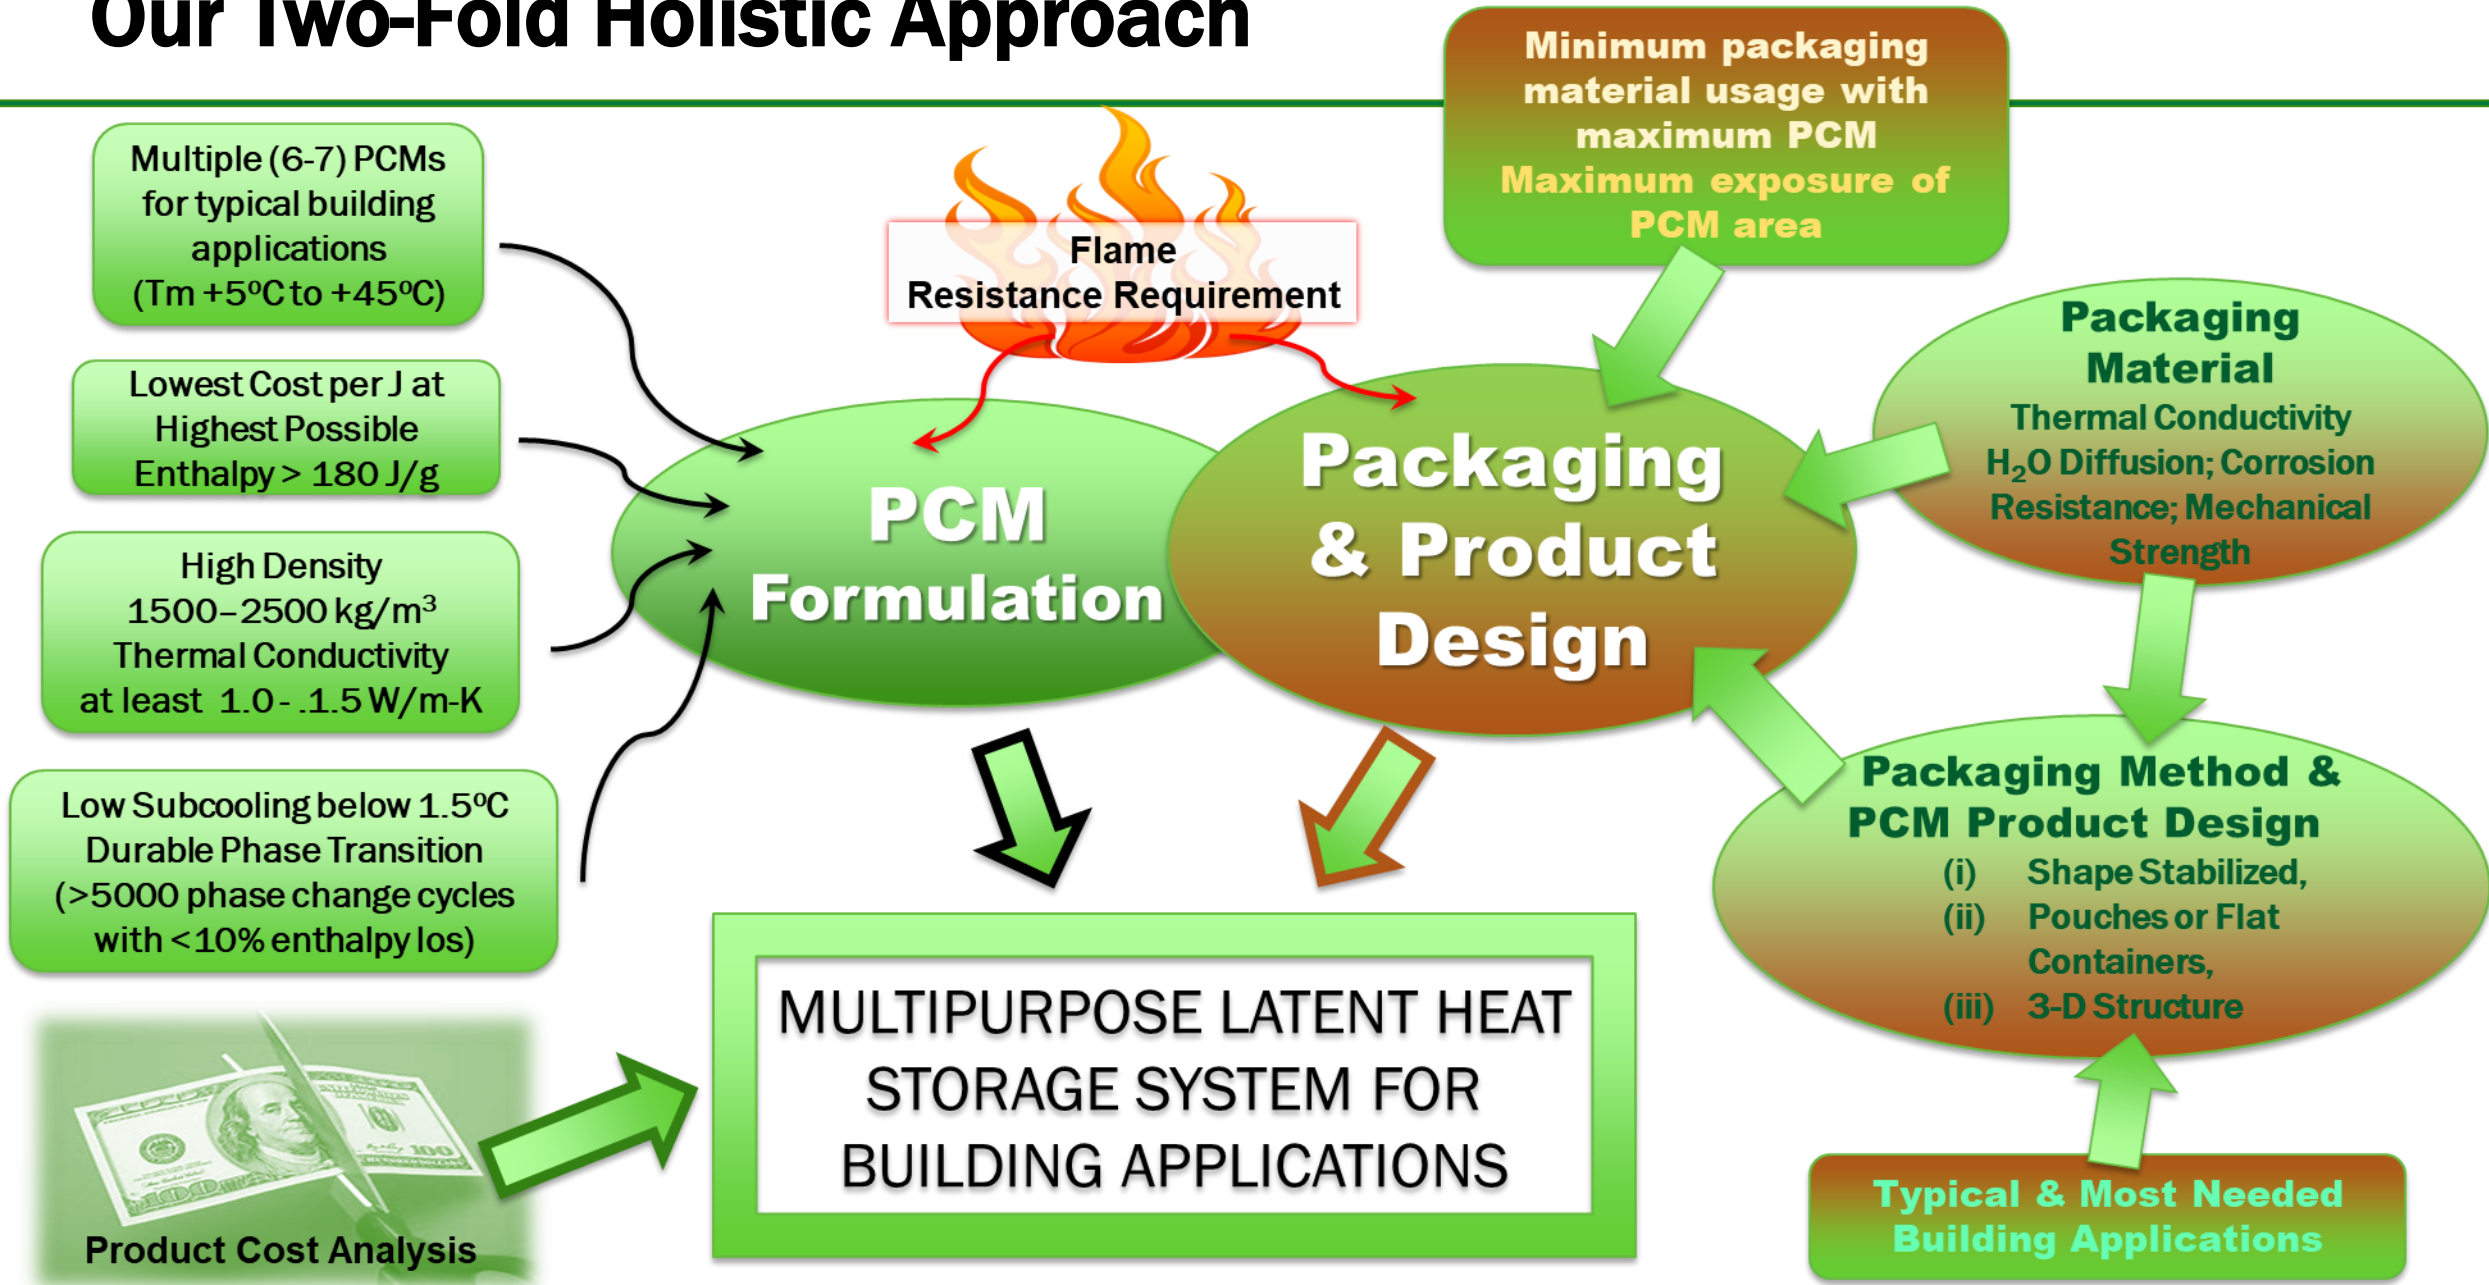 Our Two-Fold Holistic Approach
Multiple (6-7) PCMs
for typical building
applications
(Tm +5ºC to +45ºC)
Lowest Cost per J at
Highest Possible
Enthalpy > 180 J/g
High Density
1500–2500 kg/m³
Thermal Conductivity
at least 1.0 - .1.5 W/m-K
Low Subcooling below 1.5ºC
Durable Phase Transition
(>5000 phase change cycles
with <10% enthalpy los)
Product Cost Analysis
Flame
Resistance Requirement
PCM
Formulation
Packaging
& Product
Design
Minimum packaging
material usage with
maximum PCM
Maximum exposure of
PCM area
Packaging
Material
Thermal Conductivity
H₂O Diffusion; Corrosion
Resistance; Mechanical
Strength
Packaging Method &
PCM Product Design
(i) Shape Stabilized,
(ii) Pouches or Flat
Containers,
(iii) 3-D Structure
Typical & Most Needed
Building Applications
MULTIPURPOSE LATENT HEAT
STORAGE SYSTEM FOR
BUILDING APPLICATIONS
100
100